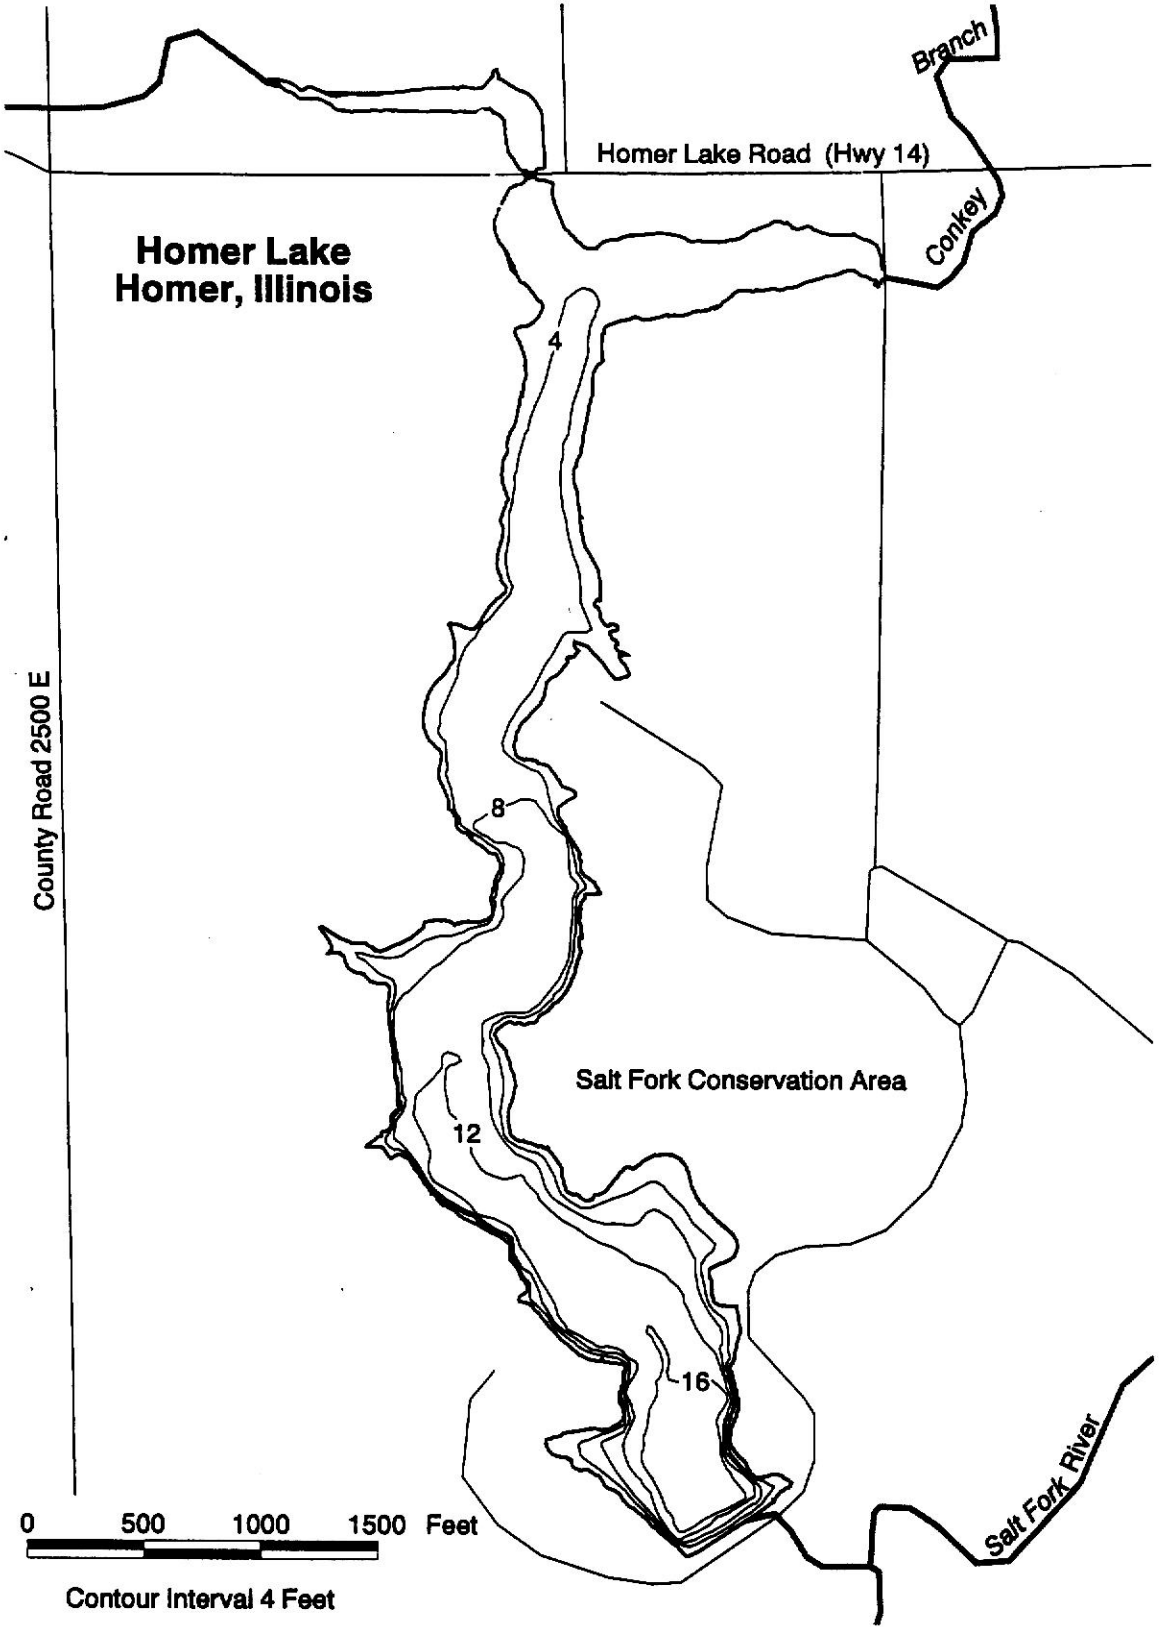 Branch
Homer Lake Road (Hwy 14)
Conkey
Homer Lake
Homer, Illinois
4
County Road 2500 E
8
Salt Fork Conservation Area
12
16
Salt Fork River
0 500 1000 1500 Feet
Contour Interval 4 Feet